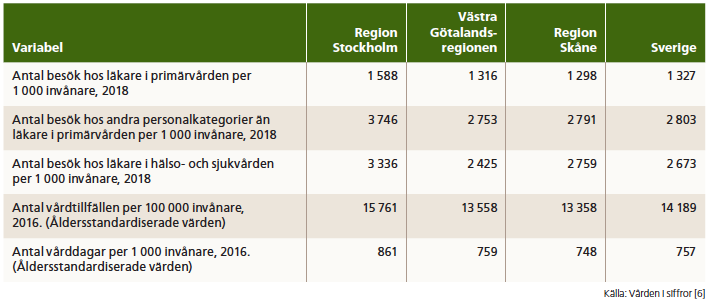 Variabel Region Stockholm Västra Götalands-regionen Region Skåne Sverige
Antal besök hos läkare i primärvården per
1 000 invånare, 2018 1 588 1 316 1 298 1 327
Antal besök hos andra personalkategorier än
läkare i primärvården per 1 000 invånare, 2018 3 746 2 753 2 791 2 803
Antal besök hos läkare i hälso- och sjukvården
per 1 000 invånare, 2018 3 336 2 425 2 759 2 673
Antal vårdtillfällen per 100 000 invånare,
2016. (Åldersstandardiserade värden) 15 761 13 558 13 358 14 189
Antal vårddagar per 1 000 invånare, 2016.
(Åldersstandardiserade värden) 861 759 748 757
Källa: Vården i siffror [6]